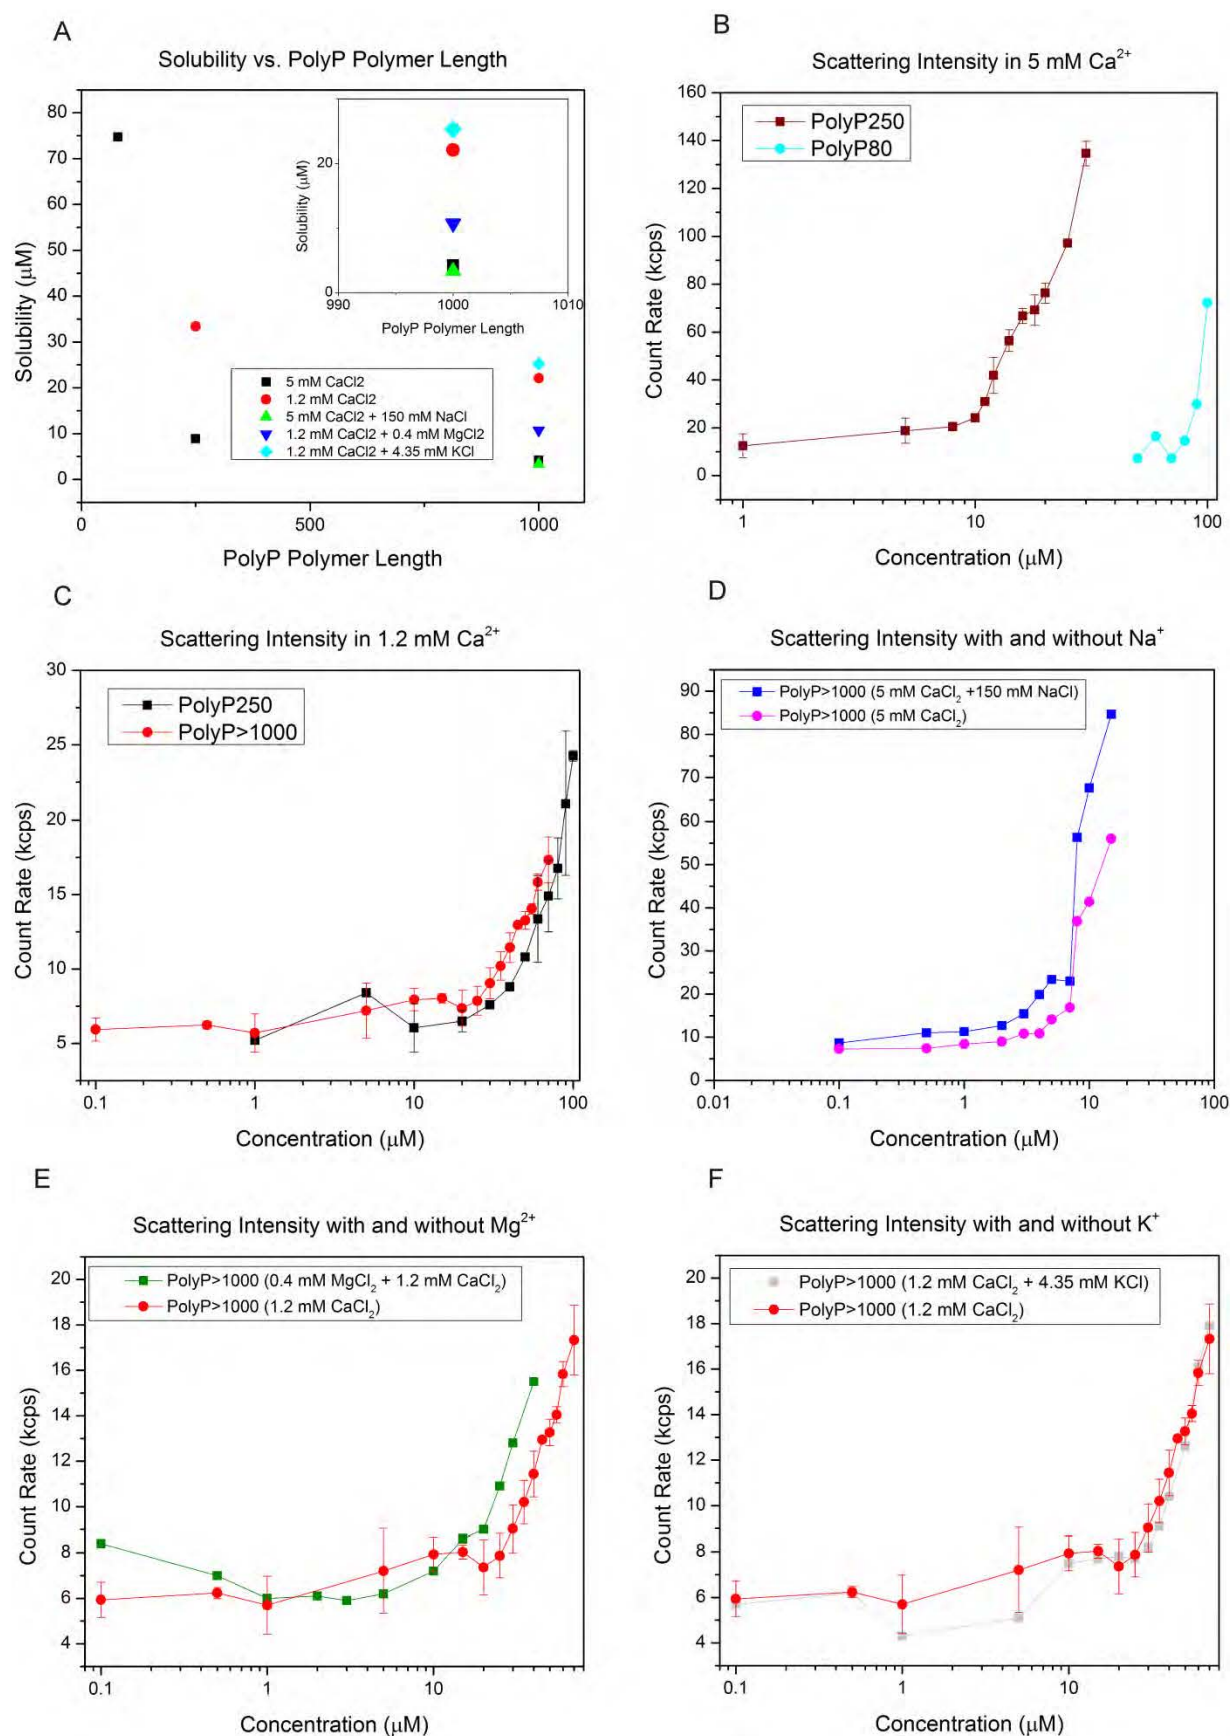 A
Solubility vs. PolyP Polymer Length
Solubility (μM)
80
75
70
65
60
55
50
45
40
35
30
25
20
15
10
5
0
0
500
1000
PolyP Polymer Length
Solubility (μM)
20
0
990
1000
1010
PolyP Polymer Length
5 mM CaCl2
1.2 mM CaCl2
5 mM CaCl2 + 150 mM NaCl
1.2 mM CaCl2 + 0.4 mM MgCl2
1.2 mM CaCl2 + 4.35 mM KCl
B
Scattering Intensity in 5 mM Ca²⁺
PolyP250
PolyP80
Count Rate (kcps)
160
140
120
100
80
60
40
20
0
1
10
100
Concentration (μM)
C
Scattering Intensity in 1.2 mM Ca²⁺
PolyP250
PolyP>1000
Count Rate (kcps)
30
25
20
15
10
5
0.1
1
10
100
Concentration (μM)
D
Scattering Intensity with and without Na⁺
PolyP>1000 (5 mM CaCl₂ +150 mM NaCl)
PolyP>1000 (5 mM CaCl₂)
Count Rate (kcps)
90
80
70
60
50
40
30
20
10
0
0.01
0.1
1
10
100
Concentration (μM)
E
Scattering Intensity with and without Mg²⁺
PolyP>1000 (0.4 mM MgCl₂ + 1.2 mM CaCl₂)
PolyP>1000 (1.2 mM CaCl₂)
Count Rate (kcps)
20
18
16
14
12
10
8
6
4
0.1
1
10
Concentration (μM)
F
Scattering Intensity with and without K⁺
PolyP>1000 (1.2 mM CaCl₂ + 4.35 mM KCl)
PolyP>1000 (1.2 mM CaCl₂)
Count Rate (kcps)
20
18
16
14
12
10
8
6
4
0.1
1
10
Concentration (μM)